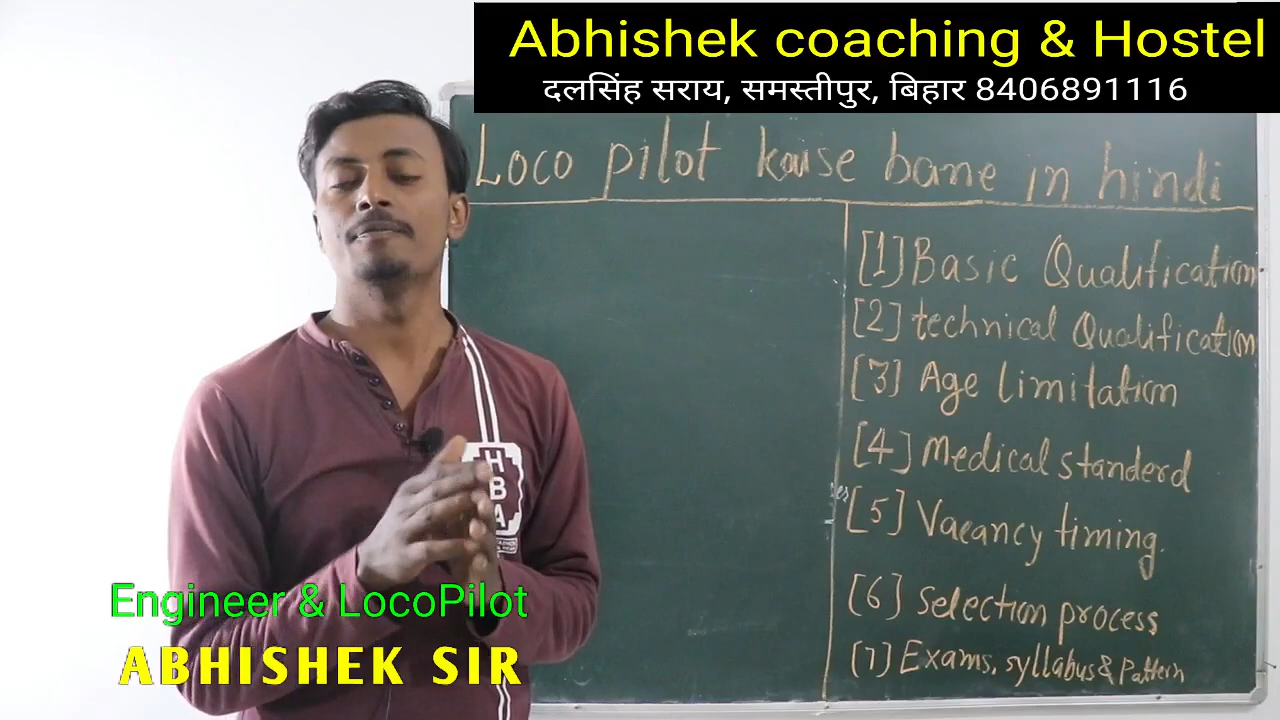 Abhishek coaching & Hostel
दलसिंह सराय, समस्तीपुर, बिहार 8406891116
Loco pilot kaise bane in hindi
[1] Basic Qualification
[2] technical Qualification
[3] Age limitation
[4] Medical standerd
[5] Vacancy timing.
[6] Selection process
[7] Exams, syllabus & Pattern
H
B
A
Engineer & LocoPilot
ABHISHEK SIR